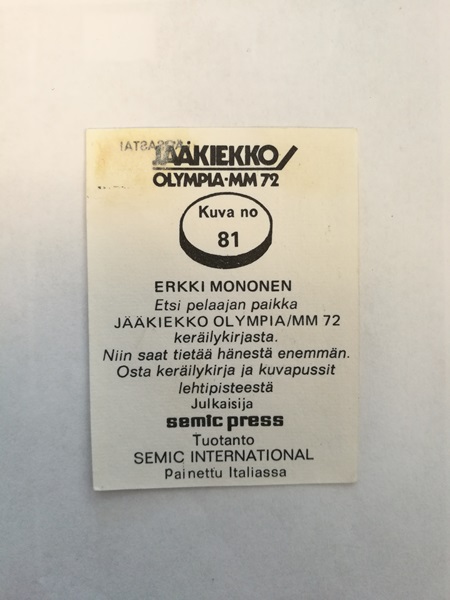 JÄÄKIEKKO/
OLYMPIA-MM 72
Kuva no
81
ERKKI MONONEN
Etsi pelaajan paikka
JÄÄKIEKKO OLYMPIA/MM 72
keräilykirjasta.
Niin saat tietää hänestä enemmän.
Osta keräilykirja ja kuvapussit
lehtipisteestä
Julkaisija
semic press
Tuotanto
SEMIC INTERNATIONAL
Painettu Italiassa